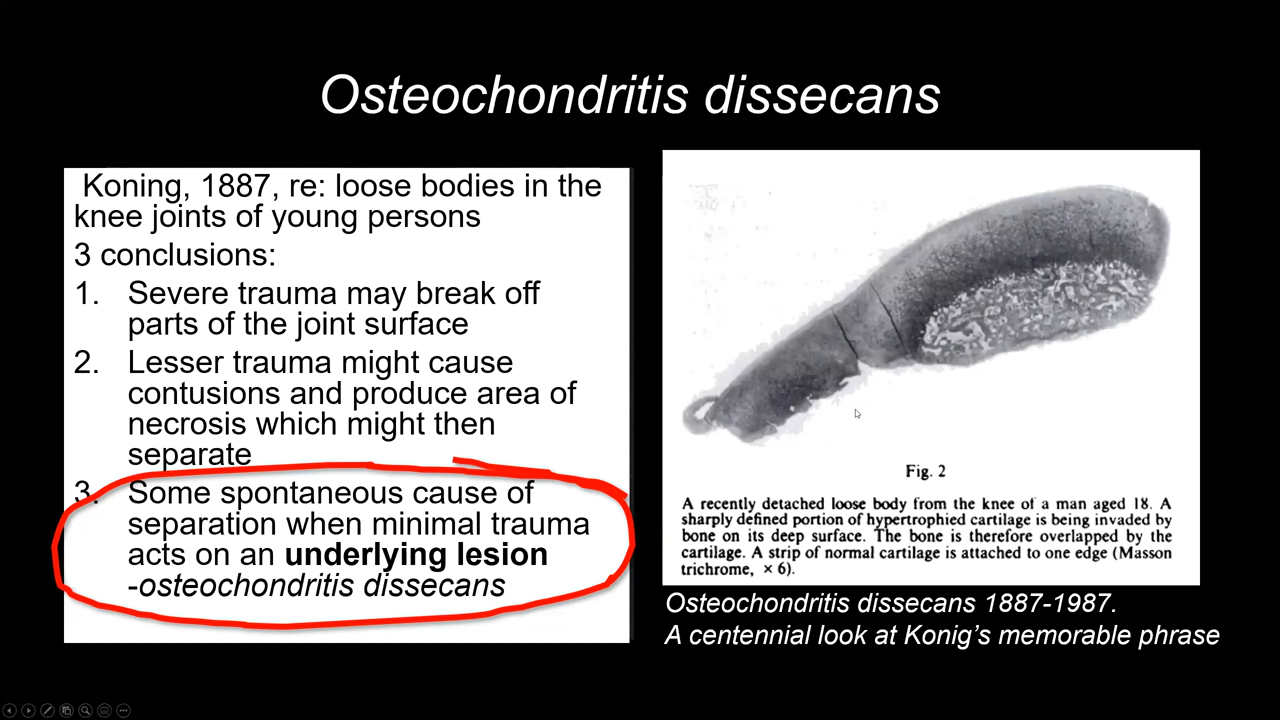 Osteochondritis dissecans
Koning, 1887, re: loose bodies in the
knee joints of young persons
3 conclusions:
1. Severe trauma may break off
parts of the joint surface
2. Lesser trauma might cause
contusions and produce area of
necrosis which might then
separate
3. Some spontaneous cause of
separation when minimal trauma
acts on an underlying lesion
-osteochondritis dissecans
Fig. 2
A recently detached loose body from the knee of a man aged 18. A
sharply defined portion of hypertrophied cartilage is being invaded by
bone on its deep surface. The bone is therefore overlapped by the
cartilage. A strip of normal cartilage is attached to one edge (Masson
trichrome, × 6).
Osteochondritis dissecans 1887-1987.
A centennial look at Konig’s memorable phrase